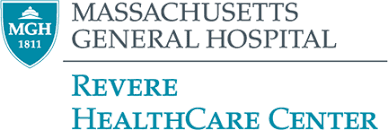 MGH
1811
MASSACHUSETTS
GENERAL HOSPITAL
REVERE
HEALTHCARE CENTER